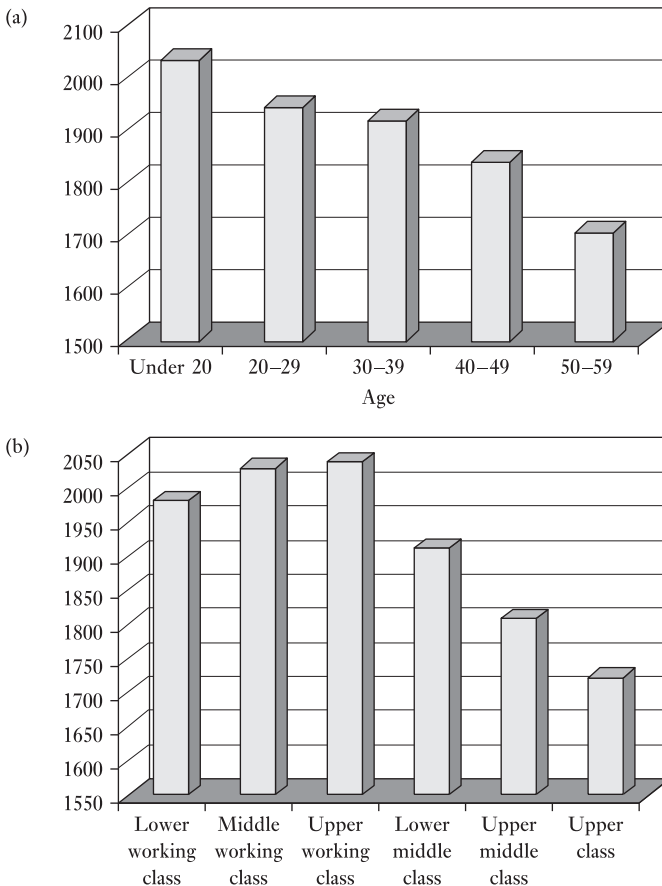 (a)
2100
2000
1900
1800
1700
1600
1500
Under 20 20–29 30–39 40–49 50–59
Age
(b)
2050
2000
1950
1900
1850
1800
1750
1700
1650
1600
1550
Lower Middle Upper Lower Upper Upper
working working working middle middle class
class class class class class